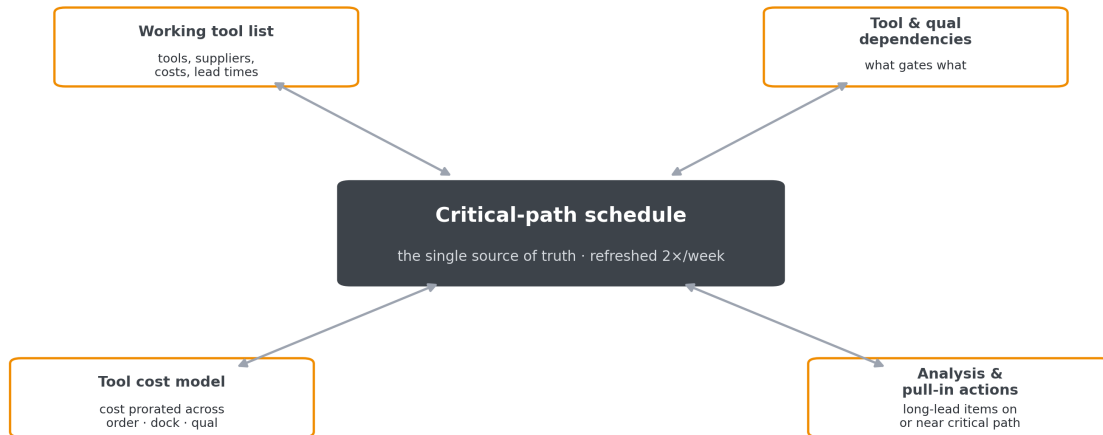 Working tool list
tools, suppliers,
costs, lead times
Tool & qual
dependencies
what gates what
Critical-path schedule
the single source of truth · refreshed 2×/week
Tool cost model
cost prorated across
order · dock · qual
Analysis &
pull-in actions
long-lead items on
or near critical path